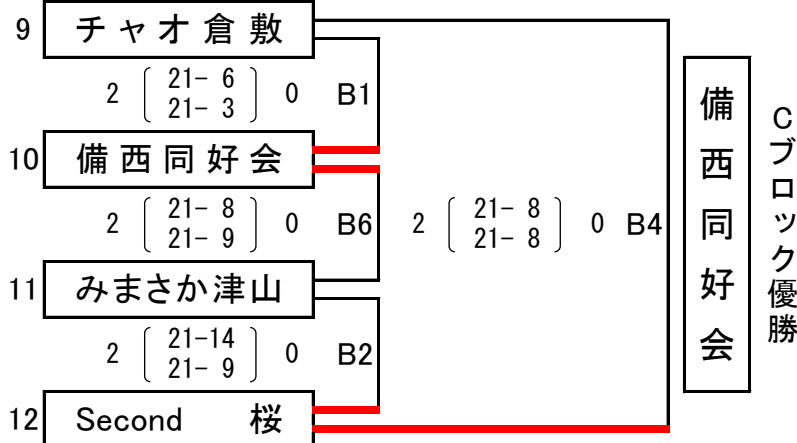 9 チャオ倉敷
2 ( 21- 6 21- 3 ) 0 B1
10 備西同好会
2 ( 21- 8 21- 9 ) 0 B6
11 みまさか津山
2 ( 21-14 21- 9 ) 0 B2
12 Second 桜
2 ( 21- 8 21- 8 ) 0 B4
備西同好会
Cブロック優勝